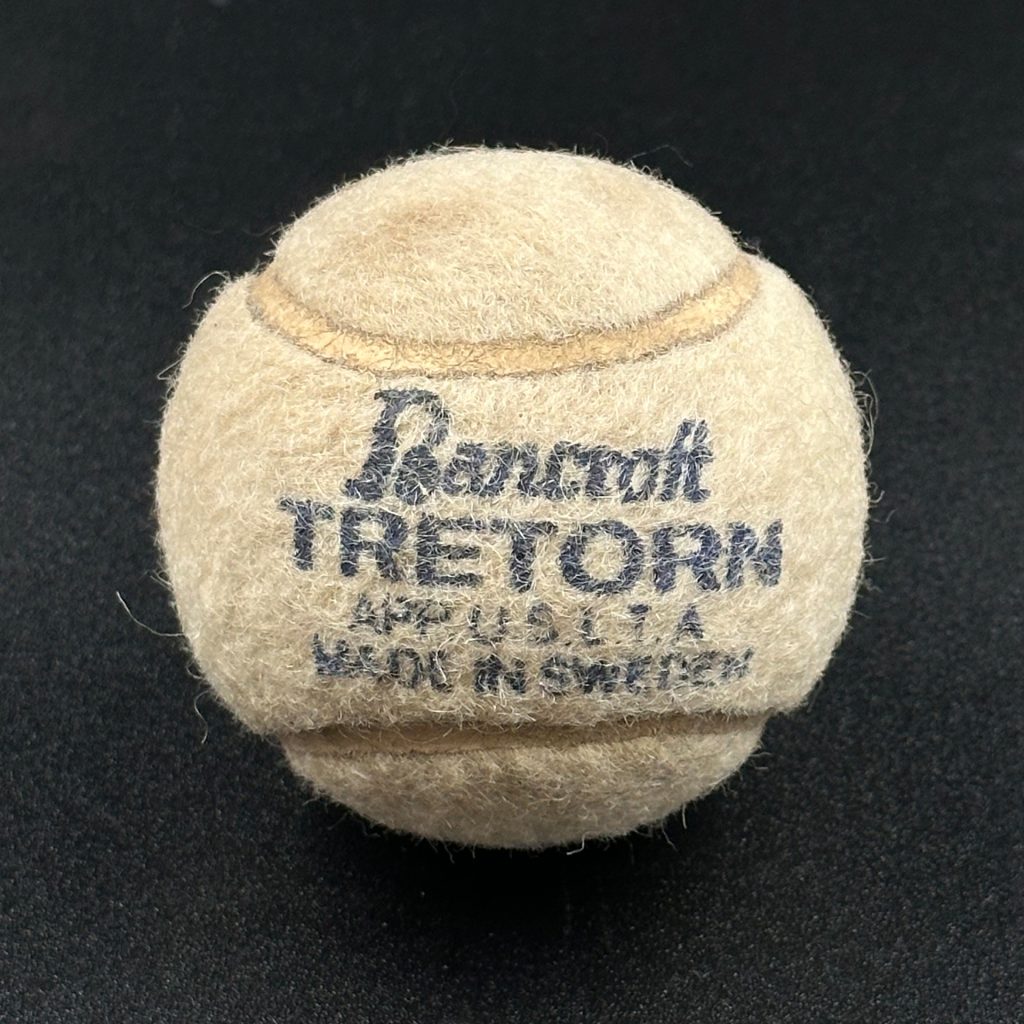 Bancroft
TRETORN
APP U.S.L.T.A
MADE IN SWEDEN